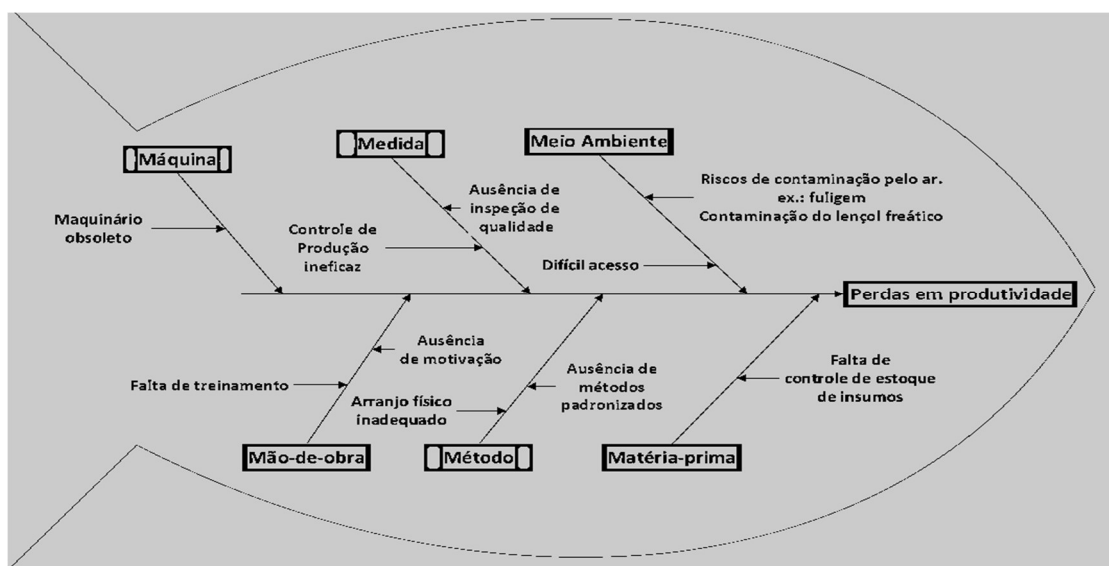 Máquina
Medida
Meio Ambiente
Maquinário
obsoleto
Ausência de
inspeção de
qualidade
Controle de
Produção
ineficaz
Riscos de contaminação pelo ar.
ex.: fuligem
Contaminação do lençol freático
Difícil acesso
Perdas em produtividade
Ausência
de motivação
Falta de treinamento
Arranjo físico
inadequado
Ausência de
métodos
padronizados
Falta de
controle de estoque
de insumos
Mão-de-obra
Método
Matéria-prima